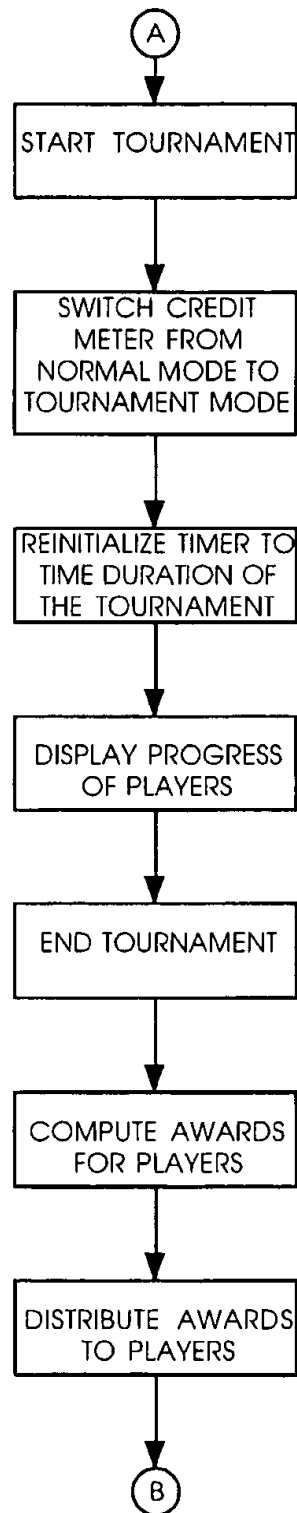 A
START TOURNAMENT
SWITCH CREDIT
METER FROM
NORMAL MODE TO
TOURNAMENT MODE
REINITIALIZE TIMER TO
TIME DURATION OF
THE TOURNAMENT
DISPLAY PROGRESS
OF PLAYERS
END TOURNAMENT
COMPUTE AWARDS
FOR PLAYERS
DISTRIBUTE AWARDS
TO PLAYERS
B